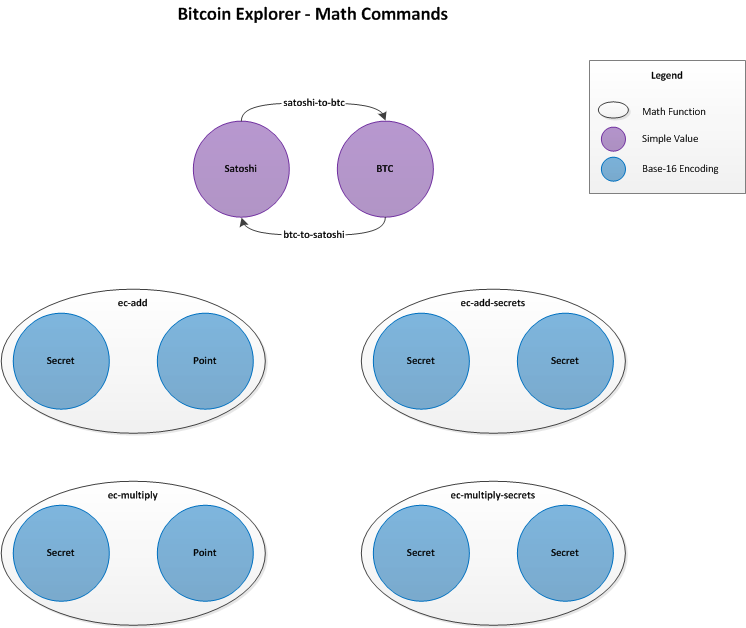 Bitcoin Explorer - Math Commands
Legend
Math Function
Simple Value
Base-16 Encoding
satoshi-to-btc
Satoshi
BTC
btc-to-satoshi
ec-add
Secret
Point
ec-add-secrets
Secret
Secret
ec-multiply
Secret
Point
ec-multiply-secrets
Secret
Secret